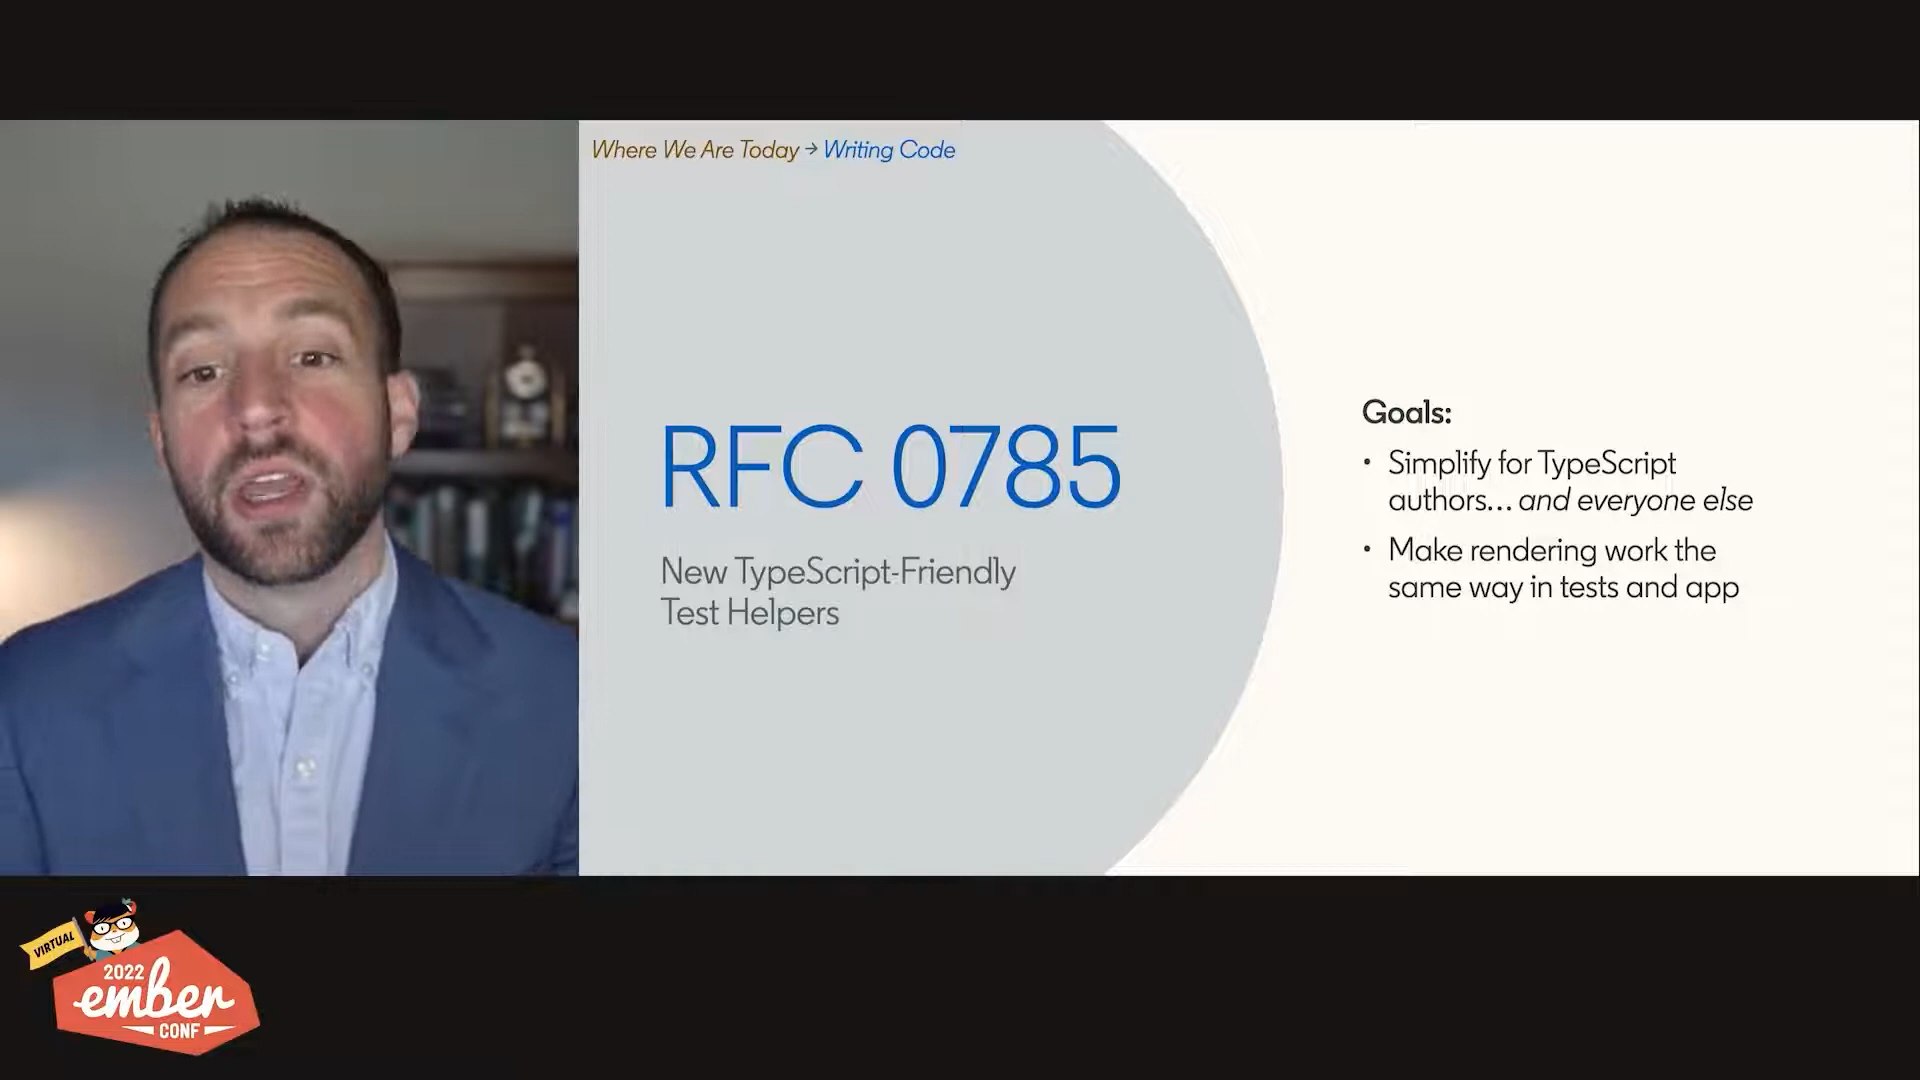 Where We Are Today → Writing Code
RFC 0785
New TypeScript-Friendly
Test Helpers
Goals:
• Simplify for TypeScript
authors... and everyone else
• Make rendering work the
same way in tests and app
VIRTUAL
2022
ember
CONF